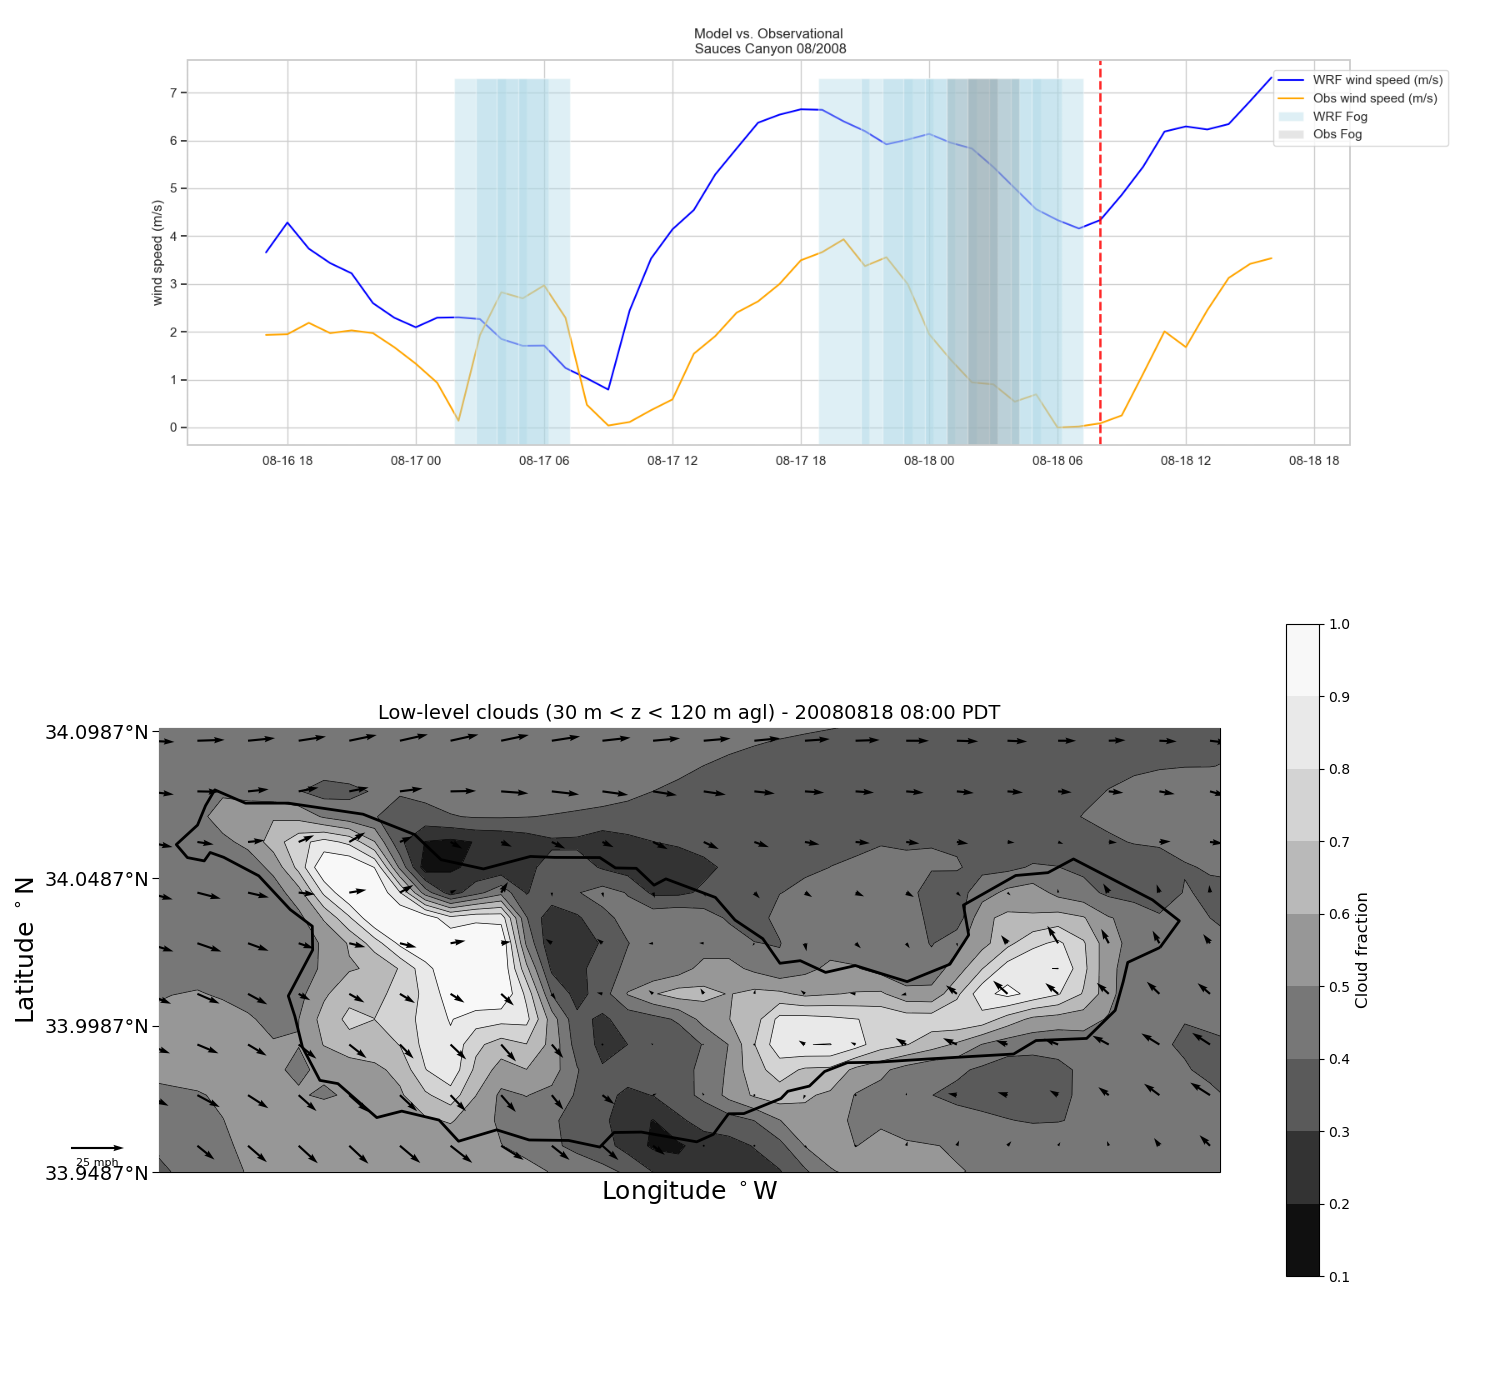 Model vs. Observational
Sauces Canyon 08/2008
WRF wind speed (m/s)
Obs wind speed (m/s)
WRF Fog
Obs Fog
wind speed (m/s)
7
6
5
4
3
2
1
0
08-16 18
08-17 00
08-17 06
08-17 12
08-17 18
08-18 00
08-18 06
08-18 12
08-18 18
Low-level clouds (30 m < z < 120 m agl) - 20080818 08:00 PDT
34.0987°N
34.0487°N
33.9987°N
33.9487°N
Latitude °N
25 mph
Longitude °W
1.0
0.9
0.8
0.7
0.6
0.5
0.4
0.3
0.2
0.1
Cloud fraction